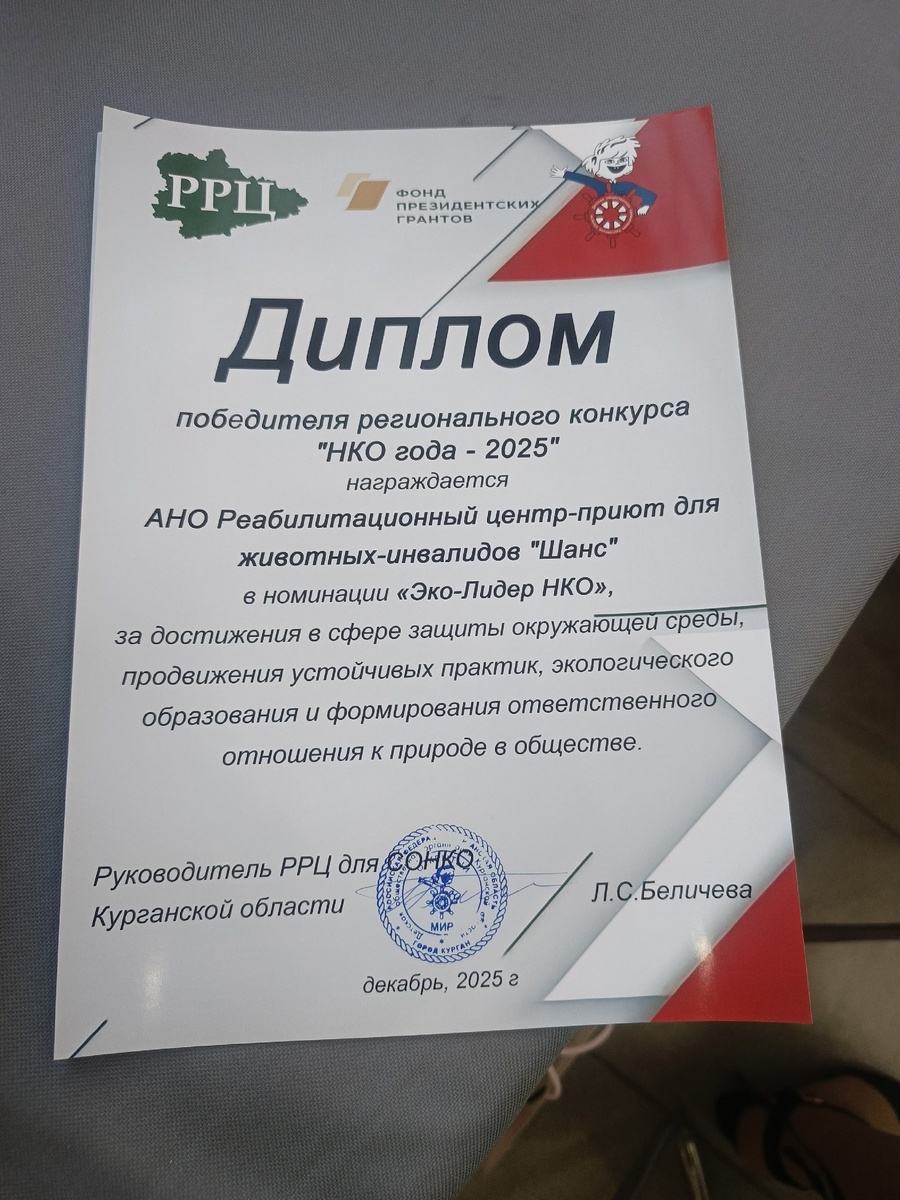 РРЦ
ФОНД
ПРЕЗИДЕНТСКИХ
ГРАНТОВ
Диплом
победителя регионального конкурса
"НКО года - 2025"
награждается
АНО Реабилитационный центр-приют для
животных-инвалидов "Шанс"
в номинации «Эко-Лидер НКО»,
за достижения в сфере защиты окружающей среды,
продвижения устойчивых практик, экологического
образования и формирования ответственного
отношения к природе в обществе.
Руководитель РРЦ для СОНКО
Курганской области
Л.С.Беличева
МИР
ГОРОД КУРГАН
декабрь, 2025 г